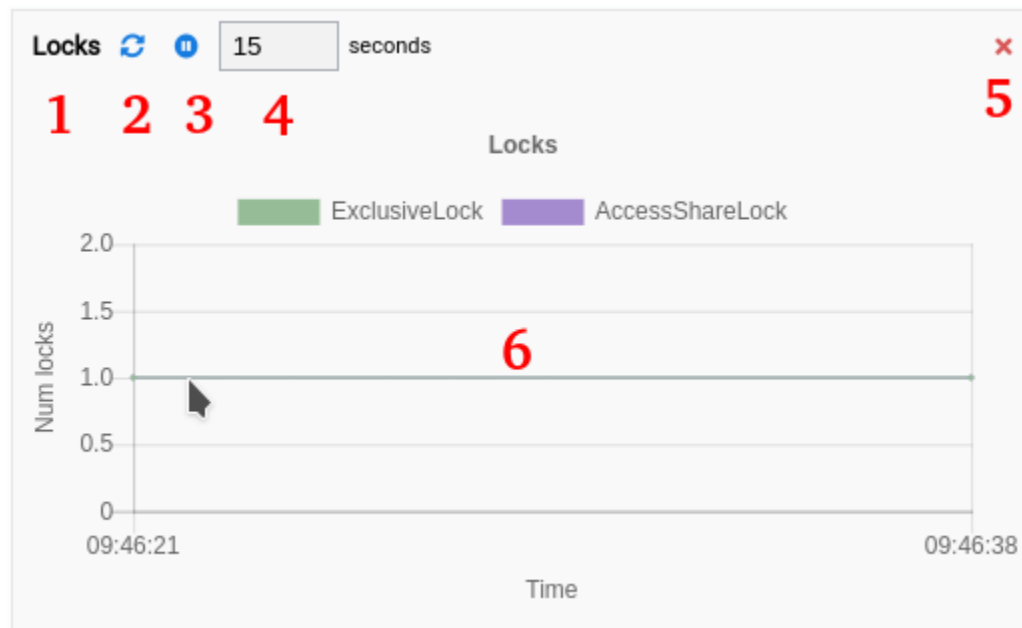 Locks 15 seconds
1 2 3 4 5
Locks
ExclusiveLock AccessShareLock
2.0
1.5
6
1.0
0.5
0
Num locks
09:46:21 09:46:38
Time